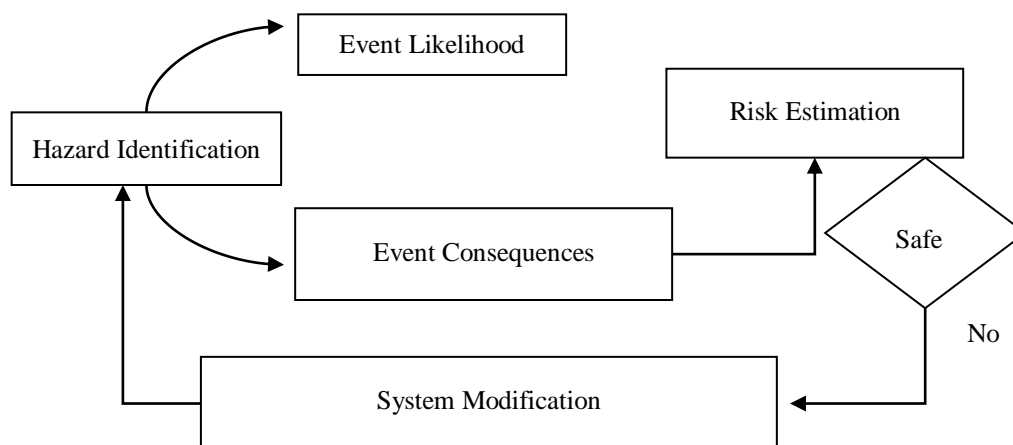 Event Likelihood
Risk Estimation
Hazard Identification
Safe
Event Consequences
No
System Modification